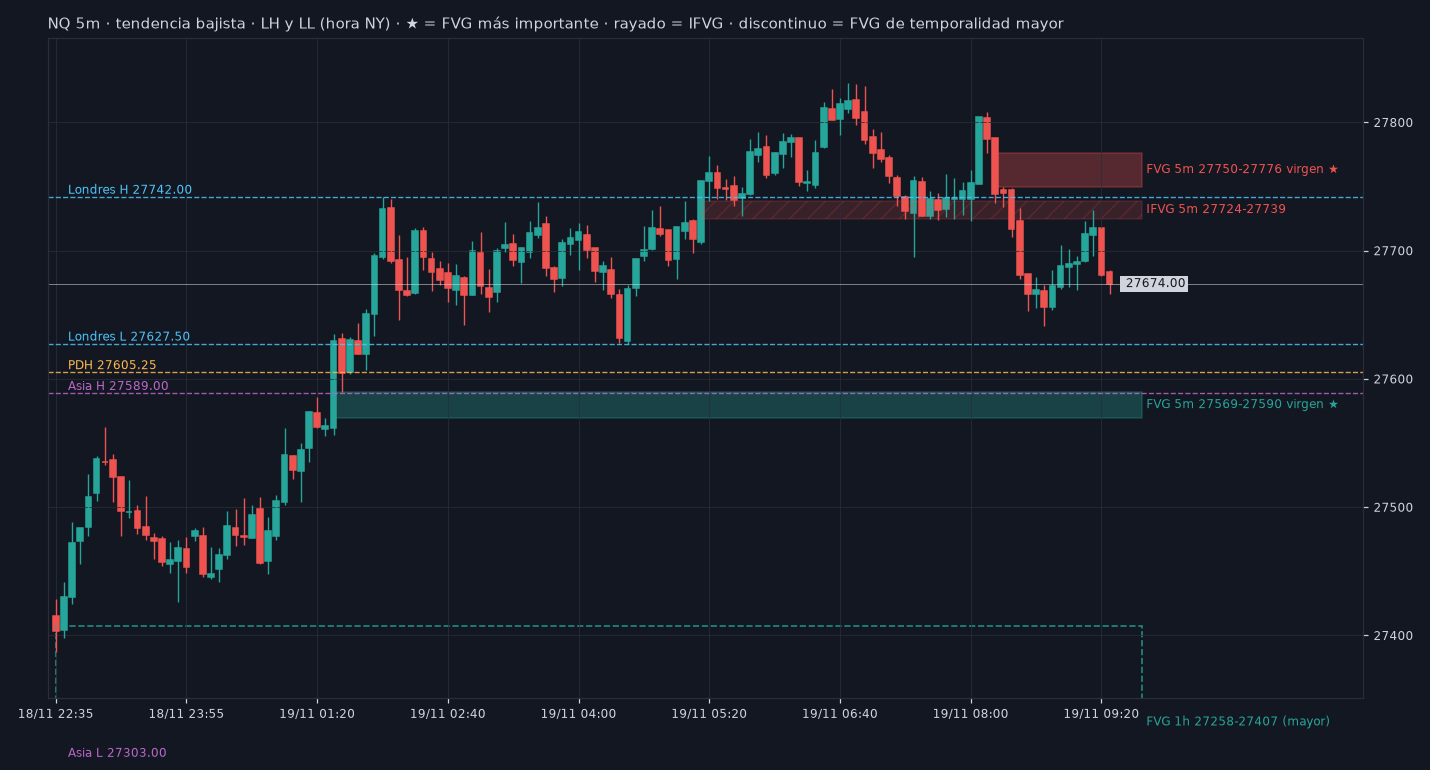 NQ 5m · tendencia bajista · LH y LL (hora NY) · ★ = FVG más importante · rayado = IFVG · discontinuo = FVG de temporalidad mayor
27800
FVG 5m 27750-27776 virgen ★
Londres H 27742.00
IFVG 5m 27724-27739
27700
27674.00
Londres L 27627.50
PDH 27605.25
Asia H 27589.00
27600
FVG 5m 27569-27590 virgen ★
27500
27400
18/11 22:35
18/11 23:55
19/11 01:20
19/11 02:40
19/11 04:00
19/11 05:20
19/11 06:40
19/11 08:00
19/11 09:20
FVG 1h 27258-27407 (mayor)
Asia L 27303.00